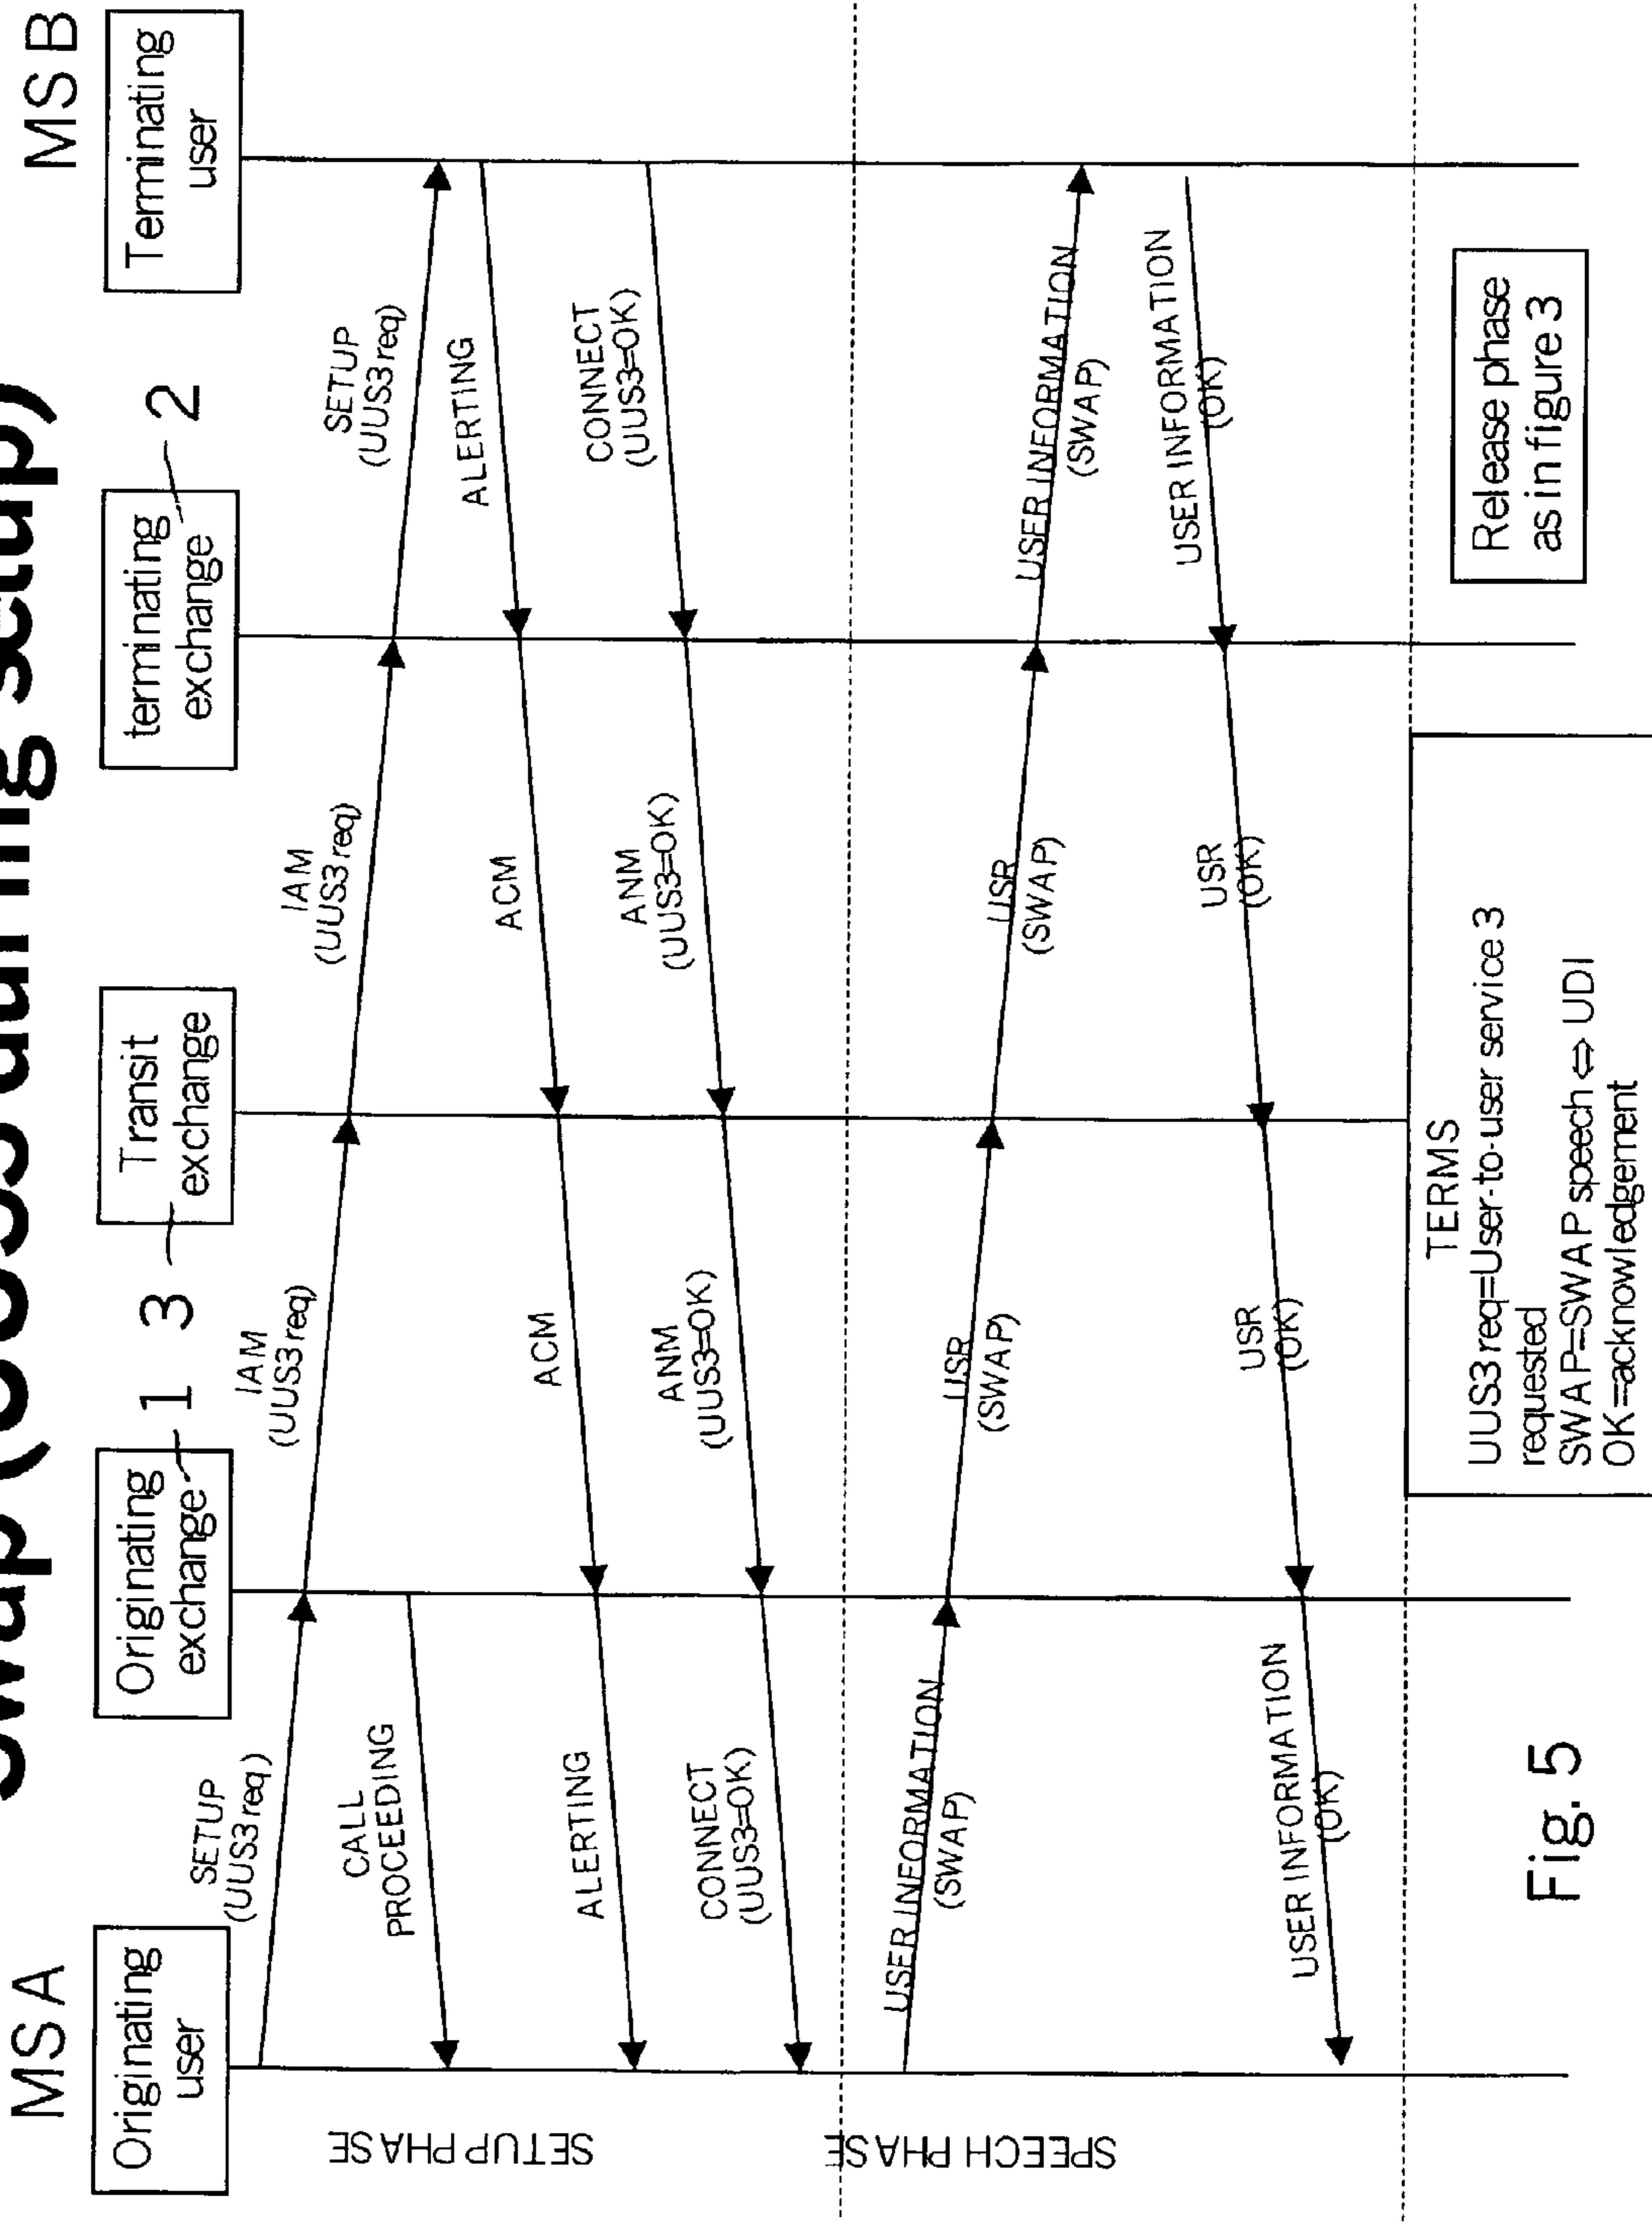 Swap (UUS3 during setup)
MS A
MS B
Originating
user
Originating
exchange
1
3
Transit
exchange
terminating
exchange
2
Terminating
user
SETUP PHASE
SETUP
(UUS3 req)
IAM
(UUS3 req)
IAM
(UUS3 req)
SETUP
(UUS3 req)
CALL
PROCEEDING
ALERTING
ACM
ACM
ALERTING
CONNECT
(UUS3=OK)
ANM
(UUS3=OK)
ANM
(UUS3=OK)
CONNECT
(UUS3=OK)
SPEECH PHASE
USER INFORMATION
(SWAP)
USR
(SWAP)
USR
(SWAP)
USER INFORMATION
(SWAP)
USER INFORMATION
(OK)
USR
(OK)
USR
(OK)
USER INFORMATION
(OK)
Fig. 5
TERMS
UUS3 req=User-to-user service 3
requested
SWAP=SWAP speech ⇔ UDI
OK=acknowledgement
Release phase
as in figure 3